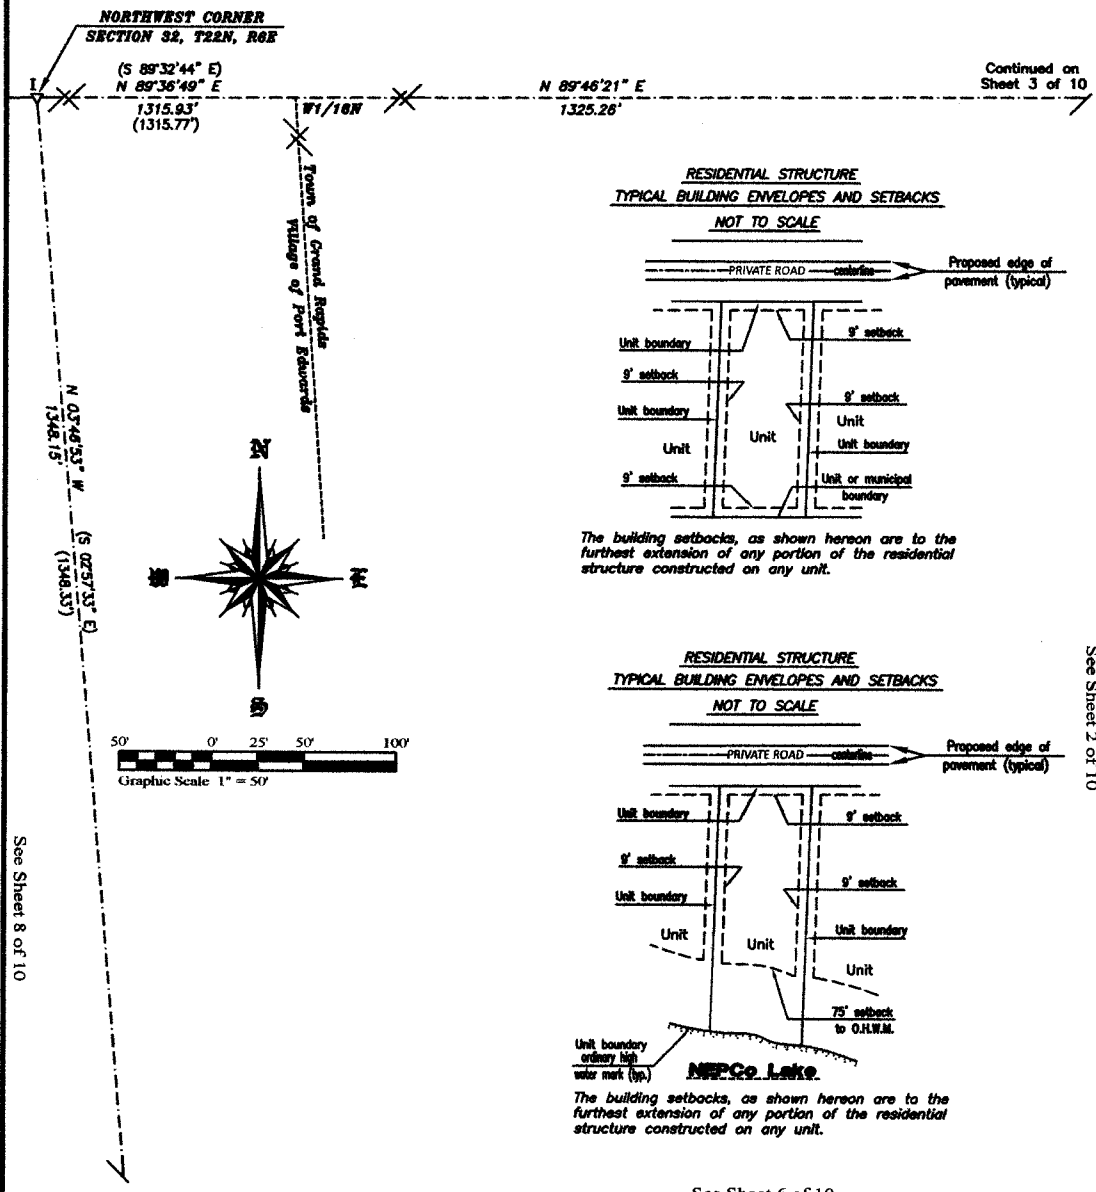 NORTHWEST CORNER
SECTION 32, T22N, R6E
(S 89°32'44" E)
N 89°36'49" E
1315.93'
(1315.77')
W1/16N
N 89°46'21" E
1325.26'
Continued on
Sheet 3 of 10
Town of Grand Rapids
Village of Port Edwards
N 03°46'53" W
1348.15'
(S 02°57'33" E)
(1348.33')
50' 0' 25' 50' 100'
Graphic Scale 1" = 50'
See Sheet 8 of 10
RESIDENTIAL STRUCTURE
TYPICAL BUILDING ENVELOPES AND SETBACKS
NOT TO SCALE
PRIVATE ROAD centerline
Proposed edge of
pavement (typical)
Unit boundary
9' setback
9' setback
Unit boundary
9' setback
Unit
Unit
Unit
Unit boundary
9' setback
Unit or municipal
boundary
The building setbacks, as shown hereon are to the
furthest extension of any portion of the residential
structure constructed on any unit.
RESIDENTIAL STRUCTURE
TYPICAL BUILDING ENVELOPES AND SETBACKS
NOT TO SCALE
PRIVATE ROAD centerline
Proposed edge of
pavement (typical)
Unit boundary
9' setback
9' setback
9' setback
Unit boundary
Unit boundary
Unit
Unit
Unit
75' setback
to O.H.W.M.
Unit boundary
ordinary high
water mark (typ.)
NEPCo Lake
The building setbacks, as shown hereon are to the
furthest extension of any portion of the residential
structure constructed on any unit.
See Sheet 2 of 10
See Sheet 6 of 10